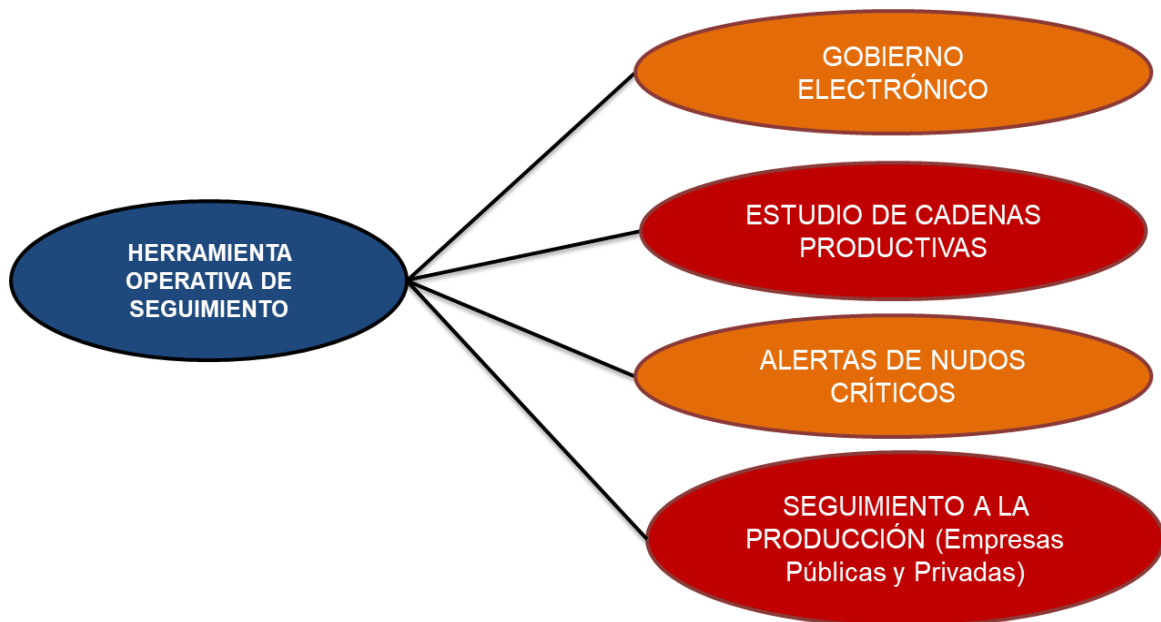 GOBIERNO
ELECTRÓNICO
ESTUDIO DE CADENAS
PRODUCTIVAS
HERRAMIENTA
OPERATIVA DE
SEGUIMIENTO
ALERTAS DE NUDOS
CRÍTICOS
SEGUIMIENTO A LA
PRODUCCIÓN (Empresas
Públicas y Privadas)